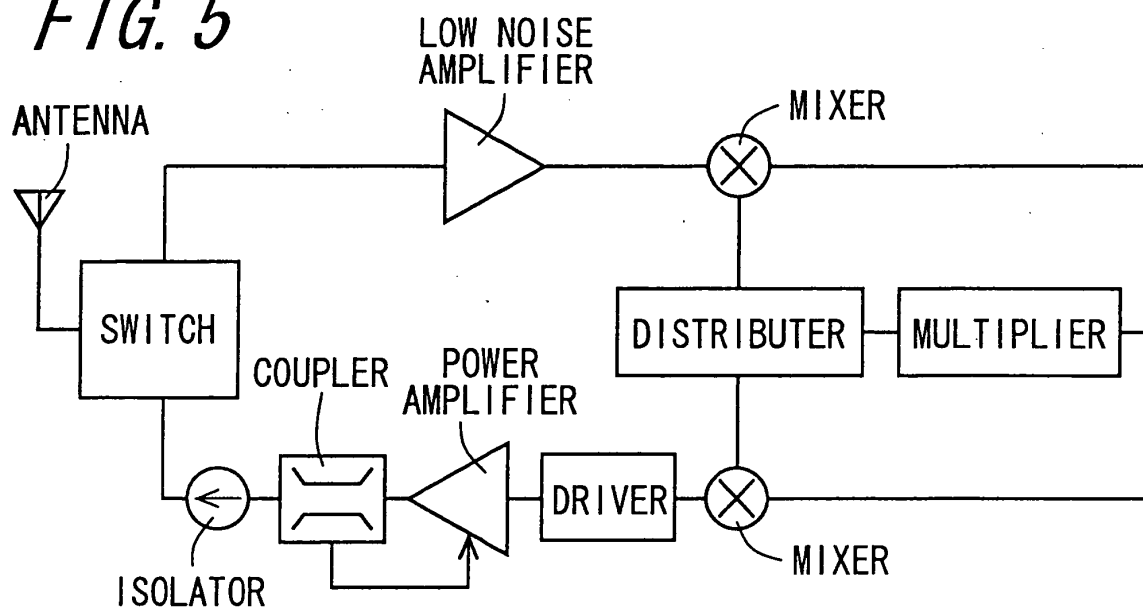 FIG. 5
LOW NOISE
AMPLIFIER
MIXER
ANTENNA
SWITCH
DISTRIBUTER
MULTIPLIER
COUPLER
POWER
AMPLIFIER
DRIVER
MIXER
ISOLATOR